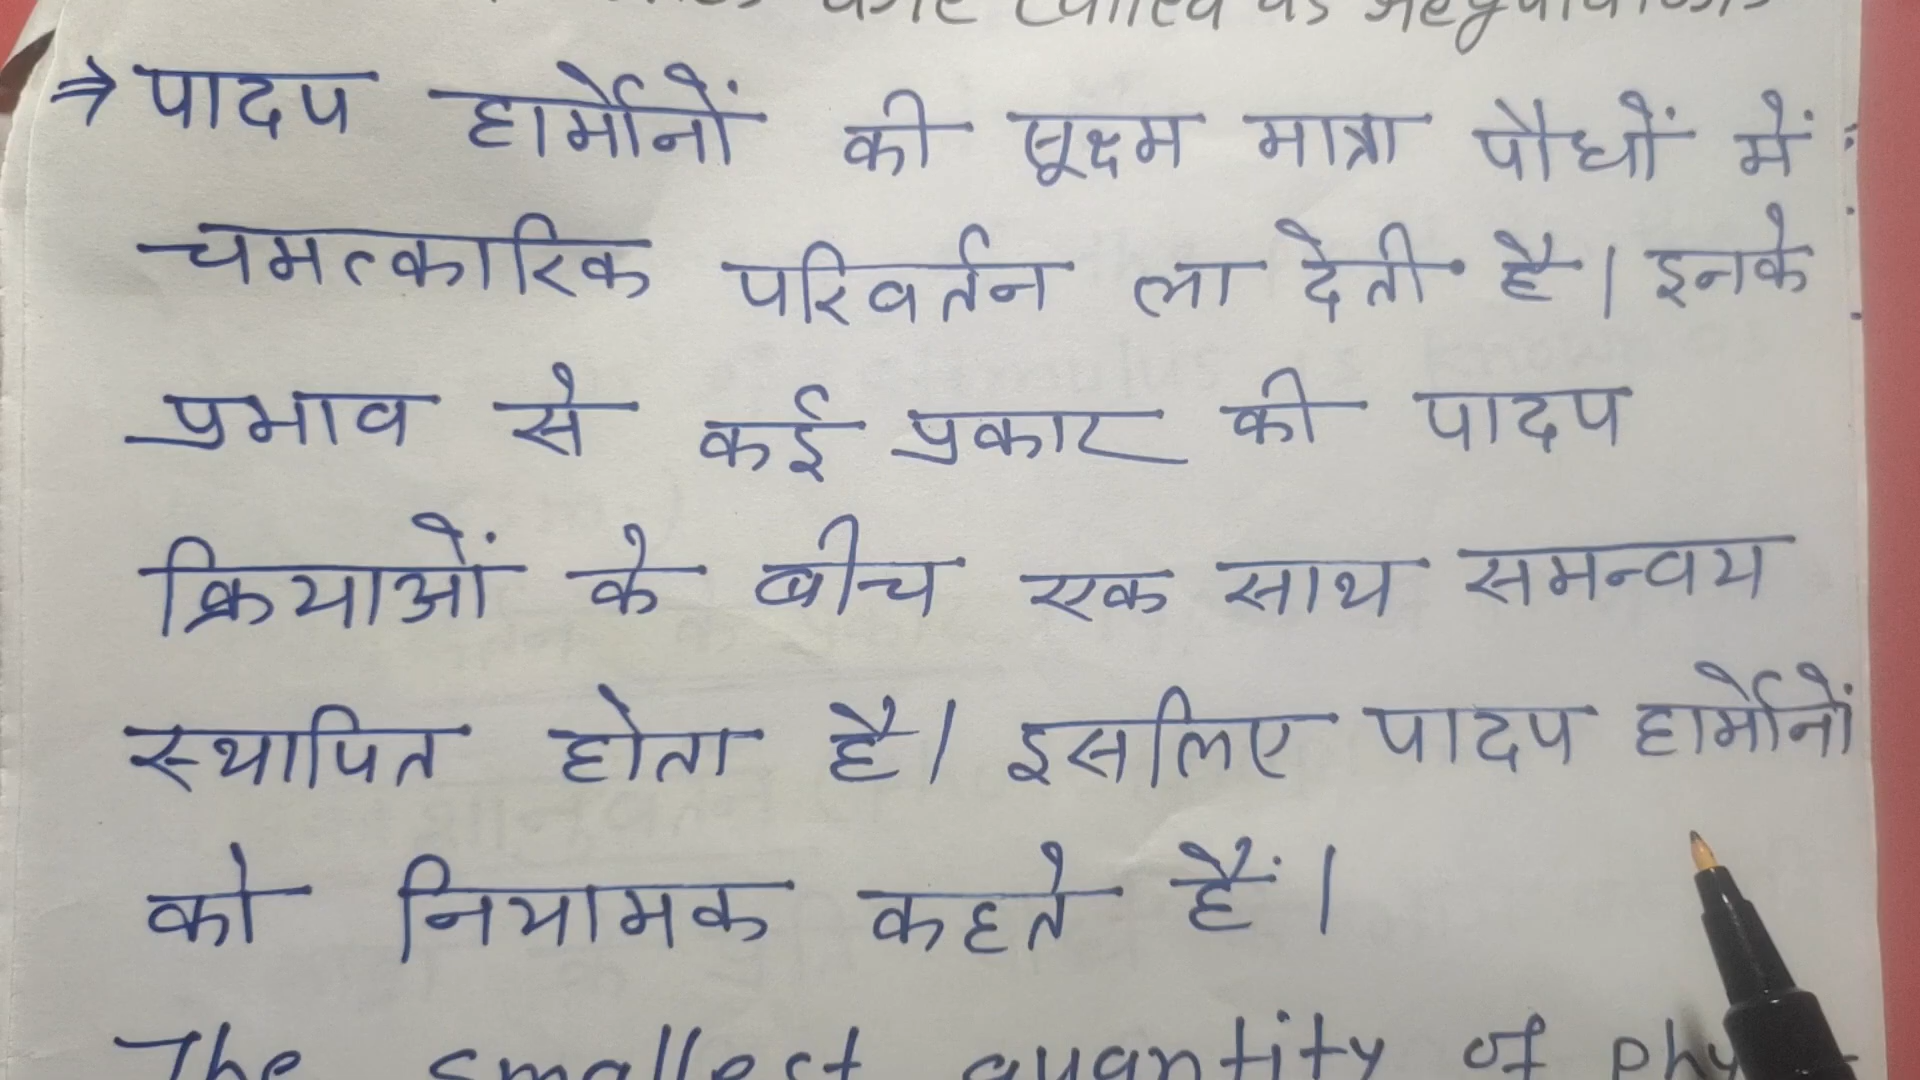 ⇒ पादप हार्मोनों की सूक्ष्म मात्रा पौधों में
चमत्कारिक परिवर्तन ला देती है। इनके
प्रभाव से कई प्रकार की पादप
क्रियाओं के बीच एक साथ समन्वय
स्थापित होता है। इसलिए पादप हार्मोनों
को नियामक कहते हैं।
The smallest quantity of